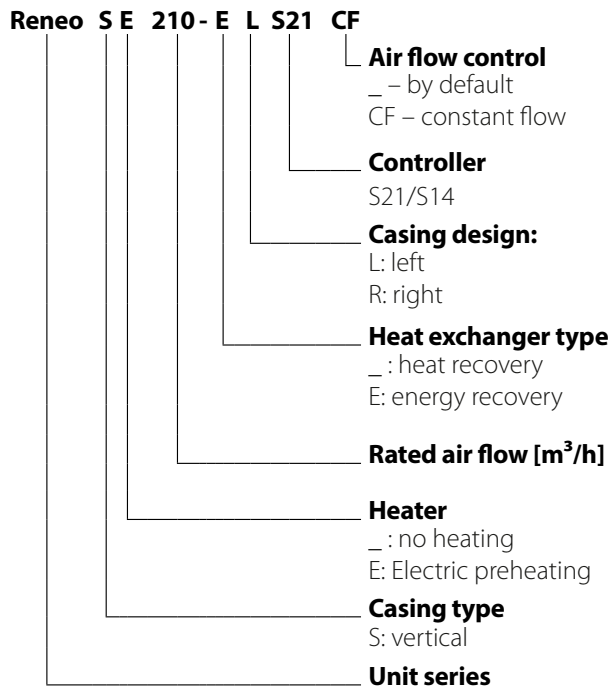 Reneo S E 210 - E L S21 CF
Air flow control
_ – by default
CF – constant flow
Controller
S21/S14
Casing design:
L: left
R: right
Heat exchanger type
_ : heat recovery
E: energy recovery
Rated air flow [m³/h]
Heater
_ : no heating
E: Electric preheating
Casing type
S: vertical
Unit series